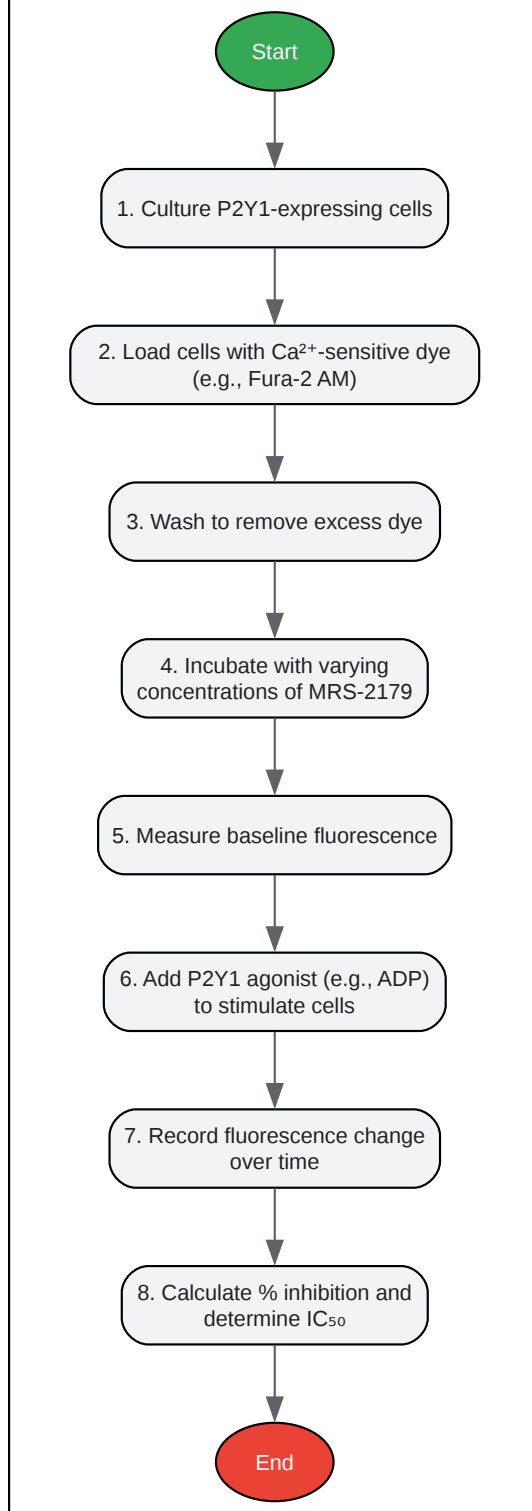 Start
1. Culture P2Y1-expressing cells
2. Load cells with Ca²⁺-sensitive dye
(e.g., Fura-2 AM)
3. Wash to remove excess dye
4. Incubate with varying
concentrations of MRS-2179
5. Measure baseline fluorescence
6. Add P2Y1 agonist (e.g., ADP)
to stimulate cells
7. Record fluorescence change
over time
8. Calculate % inhibition and
determine IC₅₀
End